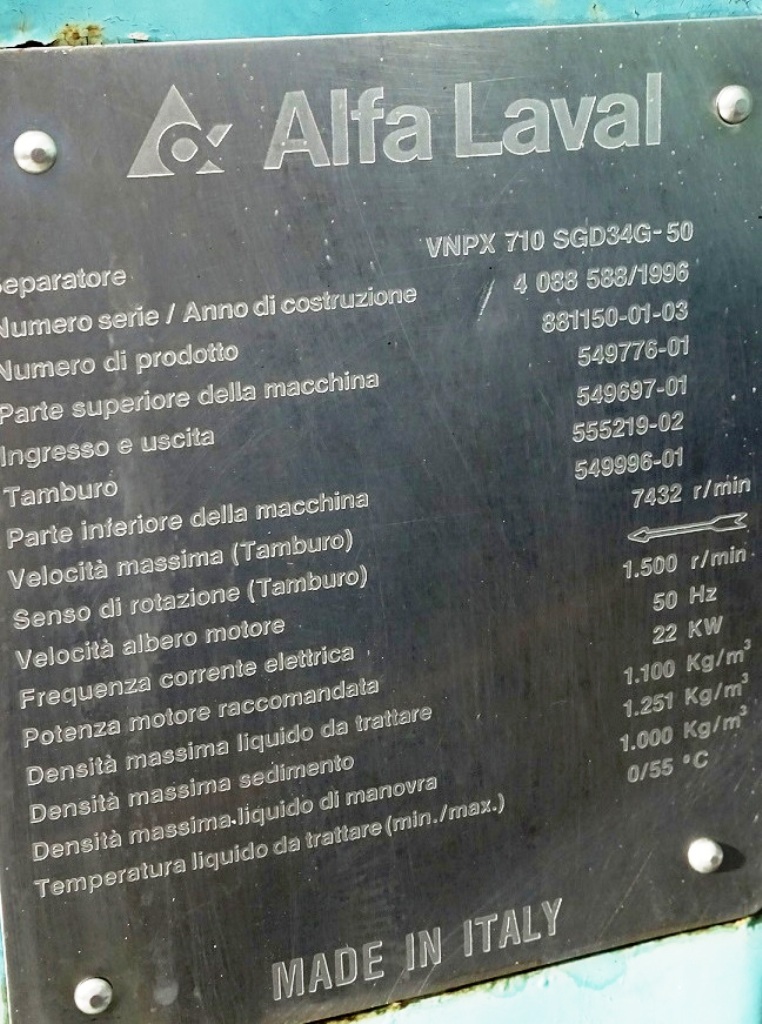 Alfa Laval
Separatore VNPX 710 SGD34G-50
Numero serie / Anno di costruzione 4 088 588/1996
Numero di prodotto 881150-01-03
Parte superiore della macchina 549776-01
Ingresso e uscita 549697-01
Tamburo 555219-02
Parte inferiore della macchina 549996-01
Velocità massima (Tamburo) 7432 r/min
Senso di rotazione (Tamburo)
Velocità albero motore 1.500 r/min
Frequenza corrente elettrica 50 Hz
Potenza motore raccomandata 22 KW
Densità massima liquido da trattare 1.100 Kg/m³
Densità massima sedimento 1.251 Kg/m³
Densità massima liquido di manovra 1.000 Kg/m³
Temperatura liquido da trattare (min./max.) 0/55 °C
MADE IN ITALY